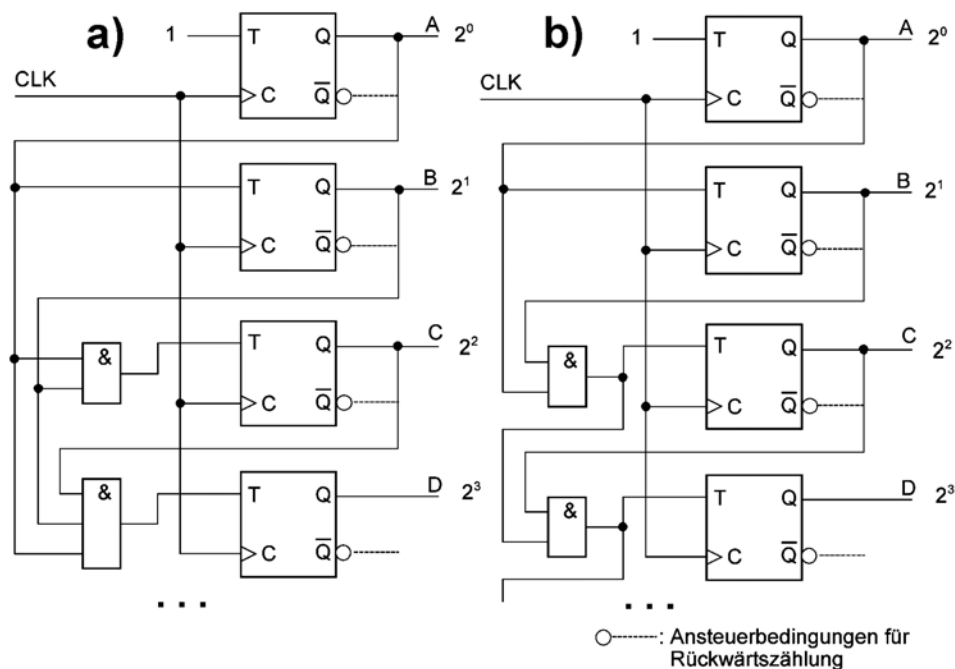 a)
1 T Q A 2⁰
CLK
C Q̅
T Q B 2¹
C Q̅
& T Q C 2²
C Q̅
& T Q D 2³
C Q̅
. . .
b)
1 T Q A 2⁰
CLK
C Q̅
T Q B 2¹
C Q̅
& T Q C 2²
C Q̅
& T Q D 2³
C Q̅
. . .
: Ansteuerbedingungen für
Rückwärtszählung